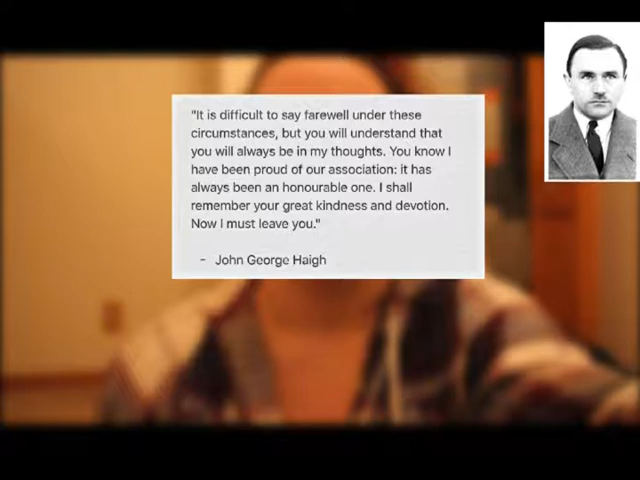 "It is difficult to say farewell under these
circumstances, but you will understand that
you will always be in my thoughts. You know I
have been proud of our association: it has
always been an honourable one. I shall
remember your great kindness and devotion.
Now I must leave you."
- John George Haigh